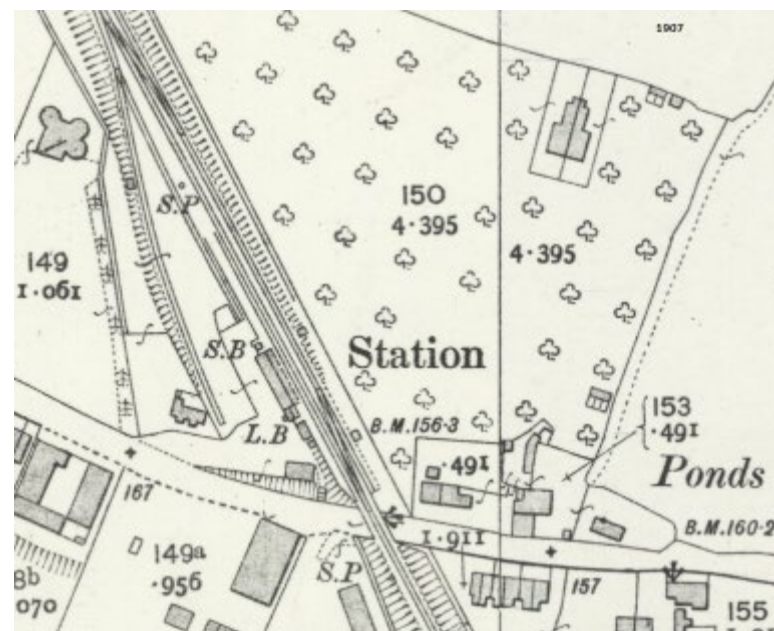 1907
S.P
150
4·395
4·395
149
1·061
Station
S.B
L.B
B.M.156·3
153
·491
·491
Ponds
167
B.M.160·2
1·911
149a
·956
S.P
157
8b
070
155